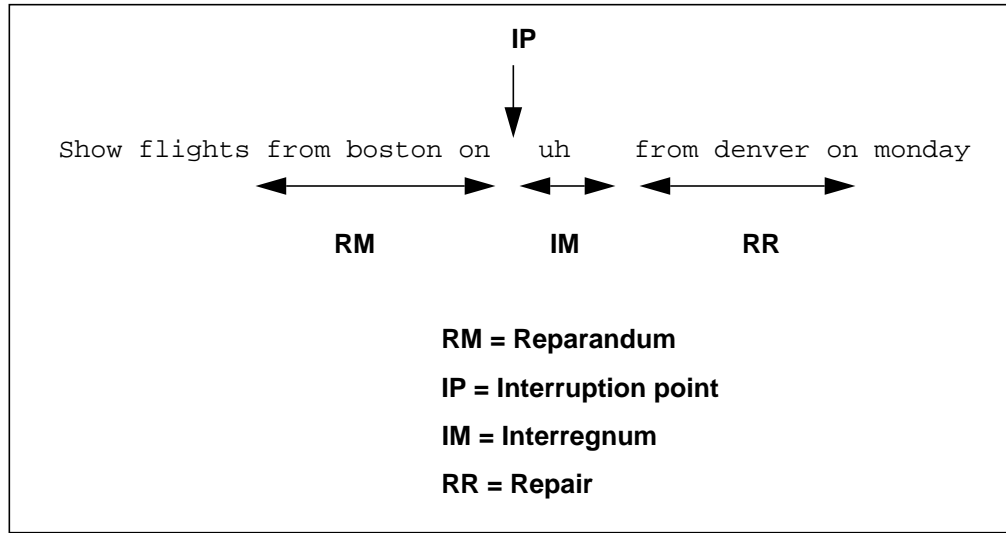 IP
Show flights from boston on uh from denver on monday
RM IM RR
RM = Reparandum
IP = Interruption point
IM = Interregnum
RR = Repair